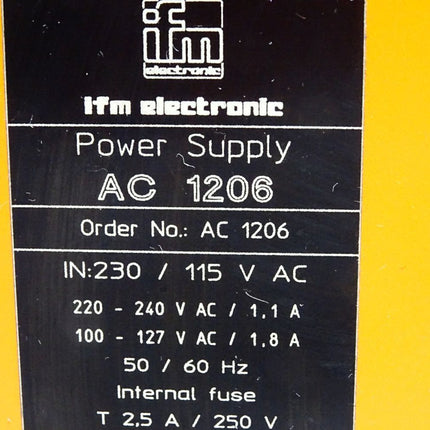 ifm
electronic
ifm electronic
Power Supply
AC 1206
Order No.: AC 1206
IN:230 / 115 V AC
220 - 240 V AC / 1,1 A
100 - 127 V AC / 1,8 A
50 / 60 Hz
Internal fuse
T 2,5 A / 250 V